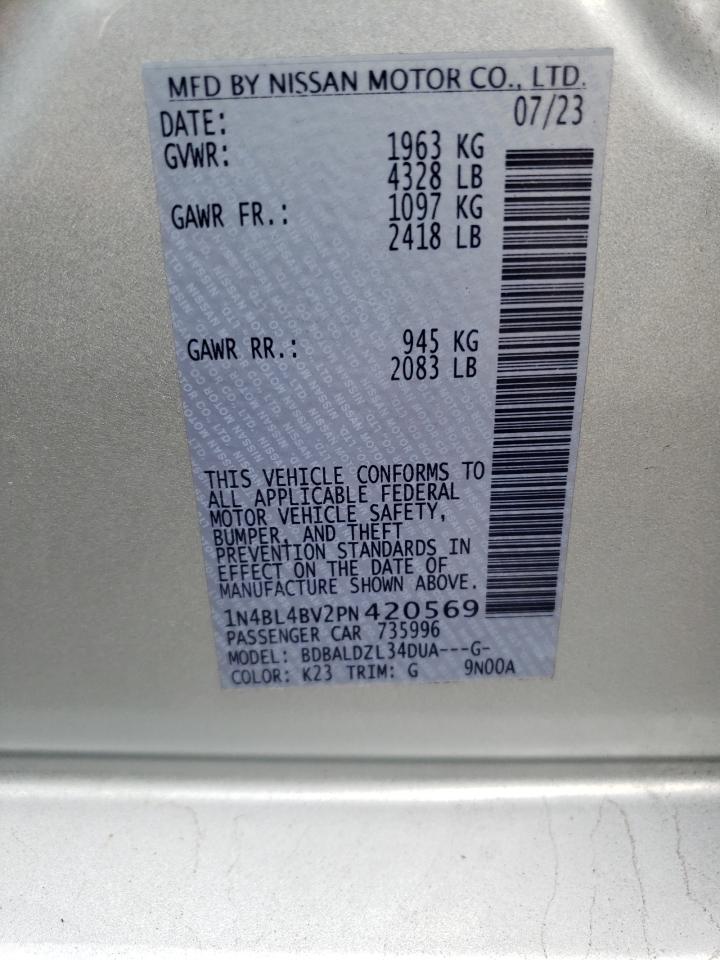 MFD BY NISSAN MOTOR CO., LTD.
DATE: 07/23
GVWR: 1963 KG
4328 LB
GAWR FR.: 1097 KG
2418 LB
GAWR RR.: 945 KG
2083 LB
THIS VEHICLE CONFORMS TO
ALL APPLICABLE FEDERAL
MOTOR VEHICLE SAFETY,
BUMPER, AND THEFT
PREVENTION STANDARDS IN
EFFECT ON THE DATE OF
MANUFACTURE SHOWN ABOVE.
1N4BL4BV2PN420569
PASSENGER CAR 735996
MODEL: BDBALDZL34DUA---G-
COLOR: K23 TRIM: G 9N00A